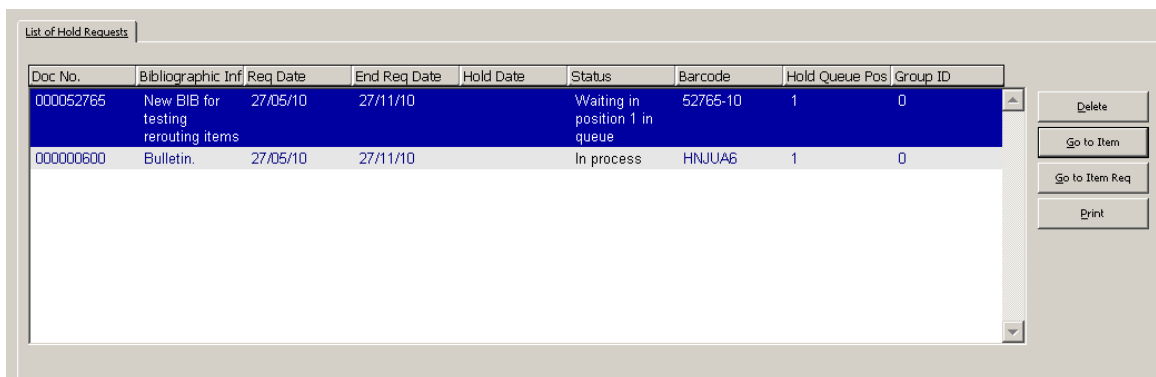 List of Hold Requests
Doc No. Bibliographic Inf Req Date End Req Date Hold Date Status Barcode Hold Queue Pos Group ID
000052765 New BIB for 27/05/10 27/11/10 Waiting in 52765-10 1 0
testing position 1 in
rerouting items queue
000000600 Bulletin. 27/05/10 27/11/10 In process HNJUA6 1 0
Delete
Go to Item
Go to Item Req
Print